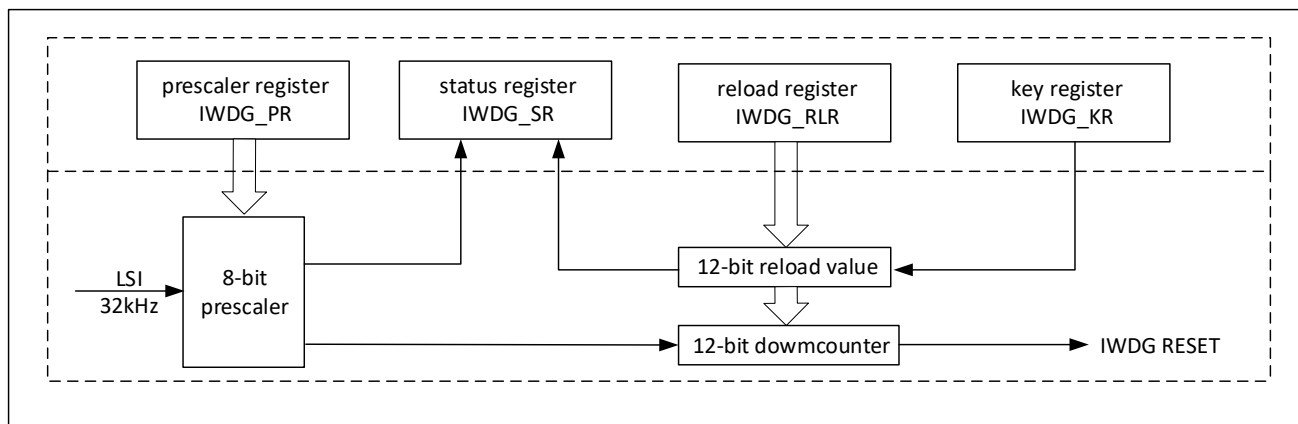 prescaler register
IWDG_PR
status register
IWDG_SR
reload register
IWDG_RLR
key register
IWDG_KR
LSI
32kHz
8-bit
prescaler
12-bit reload value
12-bit dowmcounter
IWDG RESET